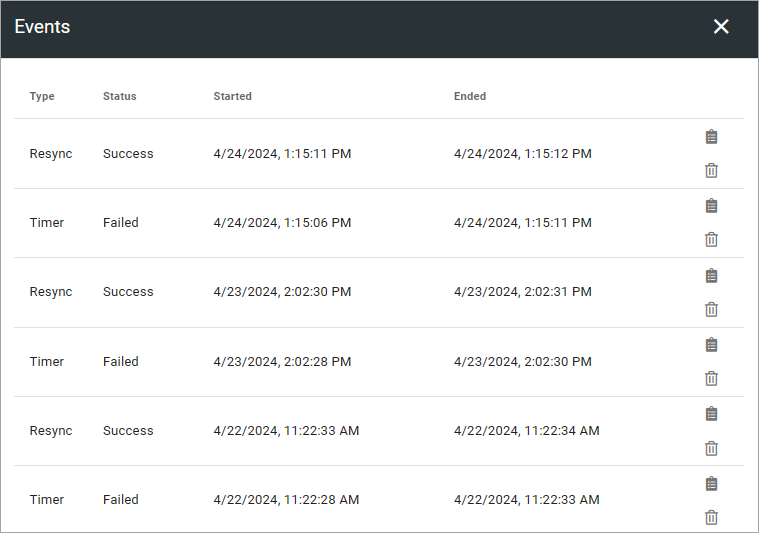 Events
Type Status Started Ended
Resync Success 4/24/2024, 1:15:11 PM 4/24/2024, 1:15:12 PM
Timer Failed 4/24/2024, 1:15:06 PM 4/24/2024, 1:15:11 PM
Resync Success 4/23/2024, 2:02:30 PM 4/23/2024, 2:02:31 PM
Timer Failed 4/23/2024, 2:02:28 PM 4/23/2024, 2:02:30 PM
Resync Success 4/22/2024, 11:22:33 AM 4/22/2024, 11:22:34 AM
Timer Failed 4/22/2024, 11:22:28 AM 4/22/2024, 11:22:33 AM